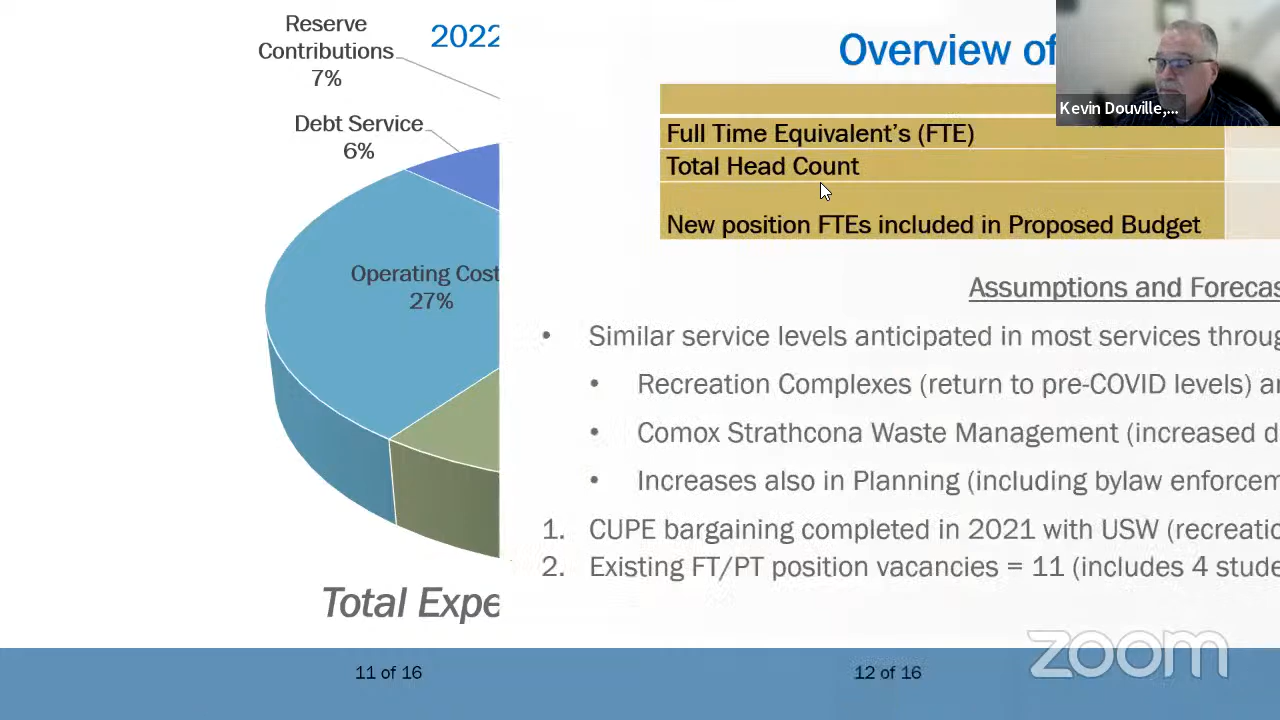 Reserve
Contributions
7%
2022
Debt Service
6%
Operating Cost
27%
Total Expe
11 of 16
Overview of
Kevin Douville,...
Full Time Equivalent's (FTE)
Total Head Count
New position FTEs included in Proposed Budget
Assumptions and Forecas
• Similar service levels anticipated in most services throug
• Recreation Complexes (return to pre-COVID levels) an
• Comox Strathcona Waste Management (increased d
• Increases also in Planning (including bylaw enforcem
1. CUPE bargaining completed in 2021 with USW (recreatio
2. Existing FT/PT position vacancies = 11 (includes 4 stude
zoom
12 of 16